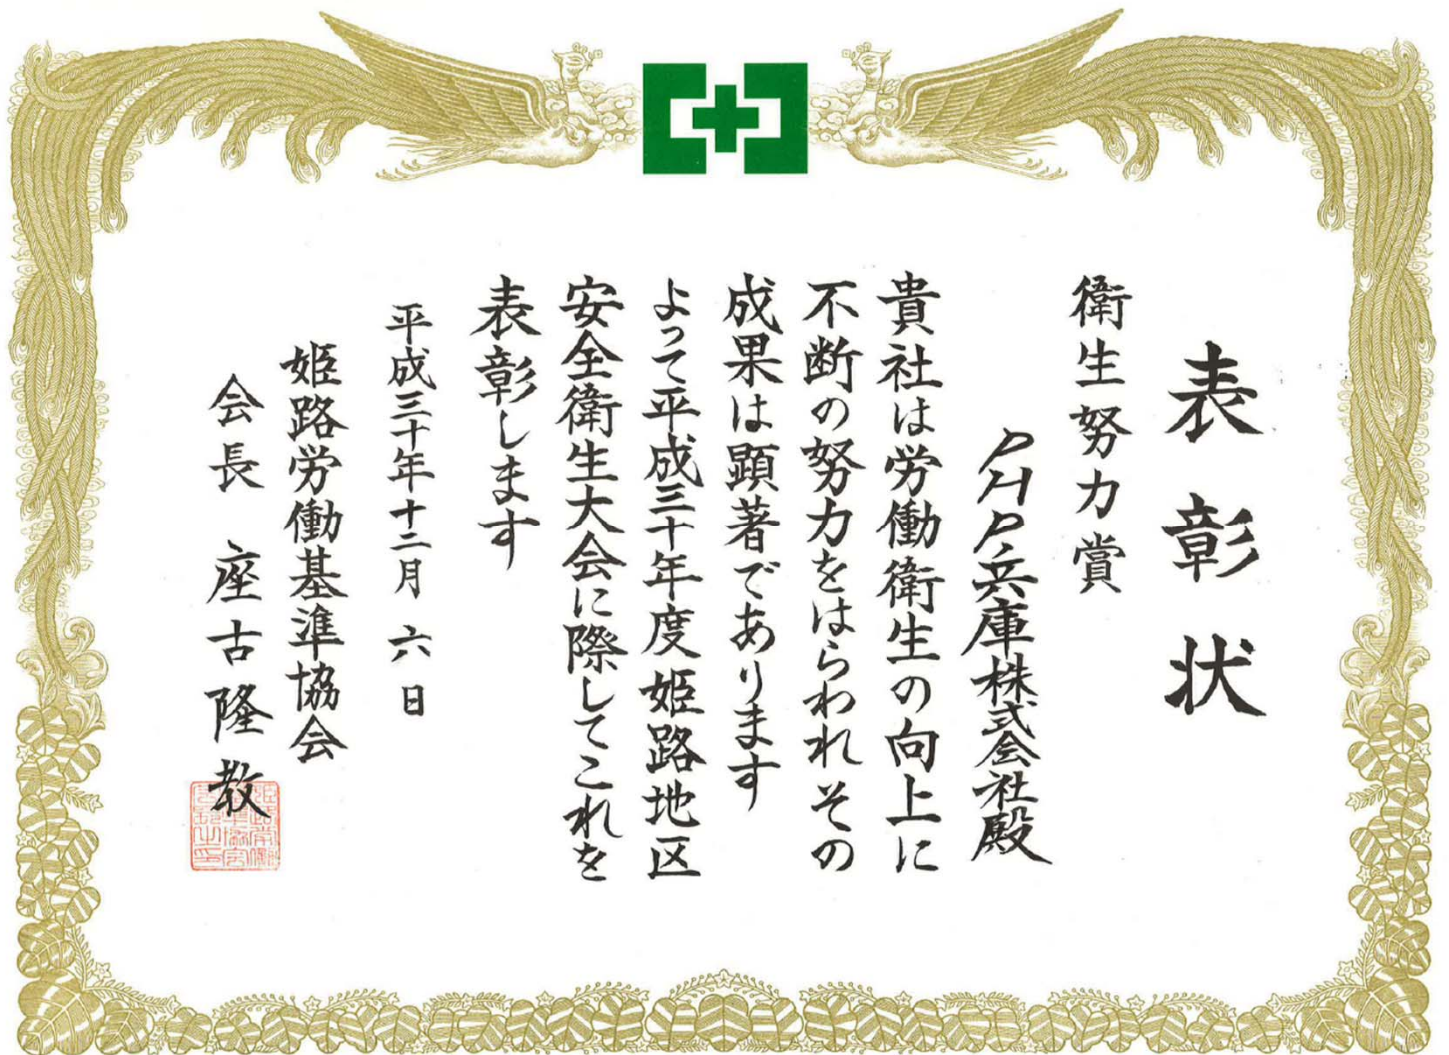 表彰状
衛生努力賞
PHP兵庫株式会社殿
貴社は労働衛生の向上に
不断の努力をはらわれその
成果は顕著であります
よって平成三十年度姫路地区
安全衛生大会に際してこれを
表彰します
平成三十年十二月六日
姫路労働基準協会
会長 座古隆教